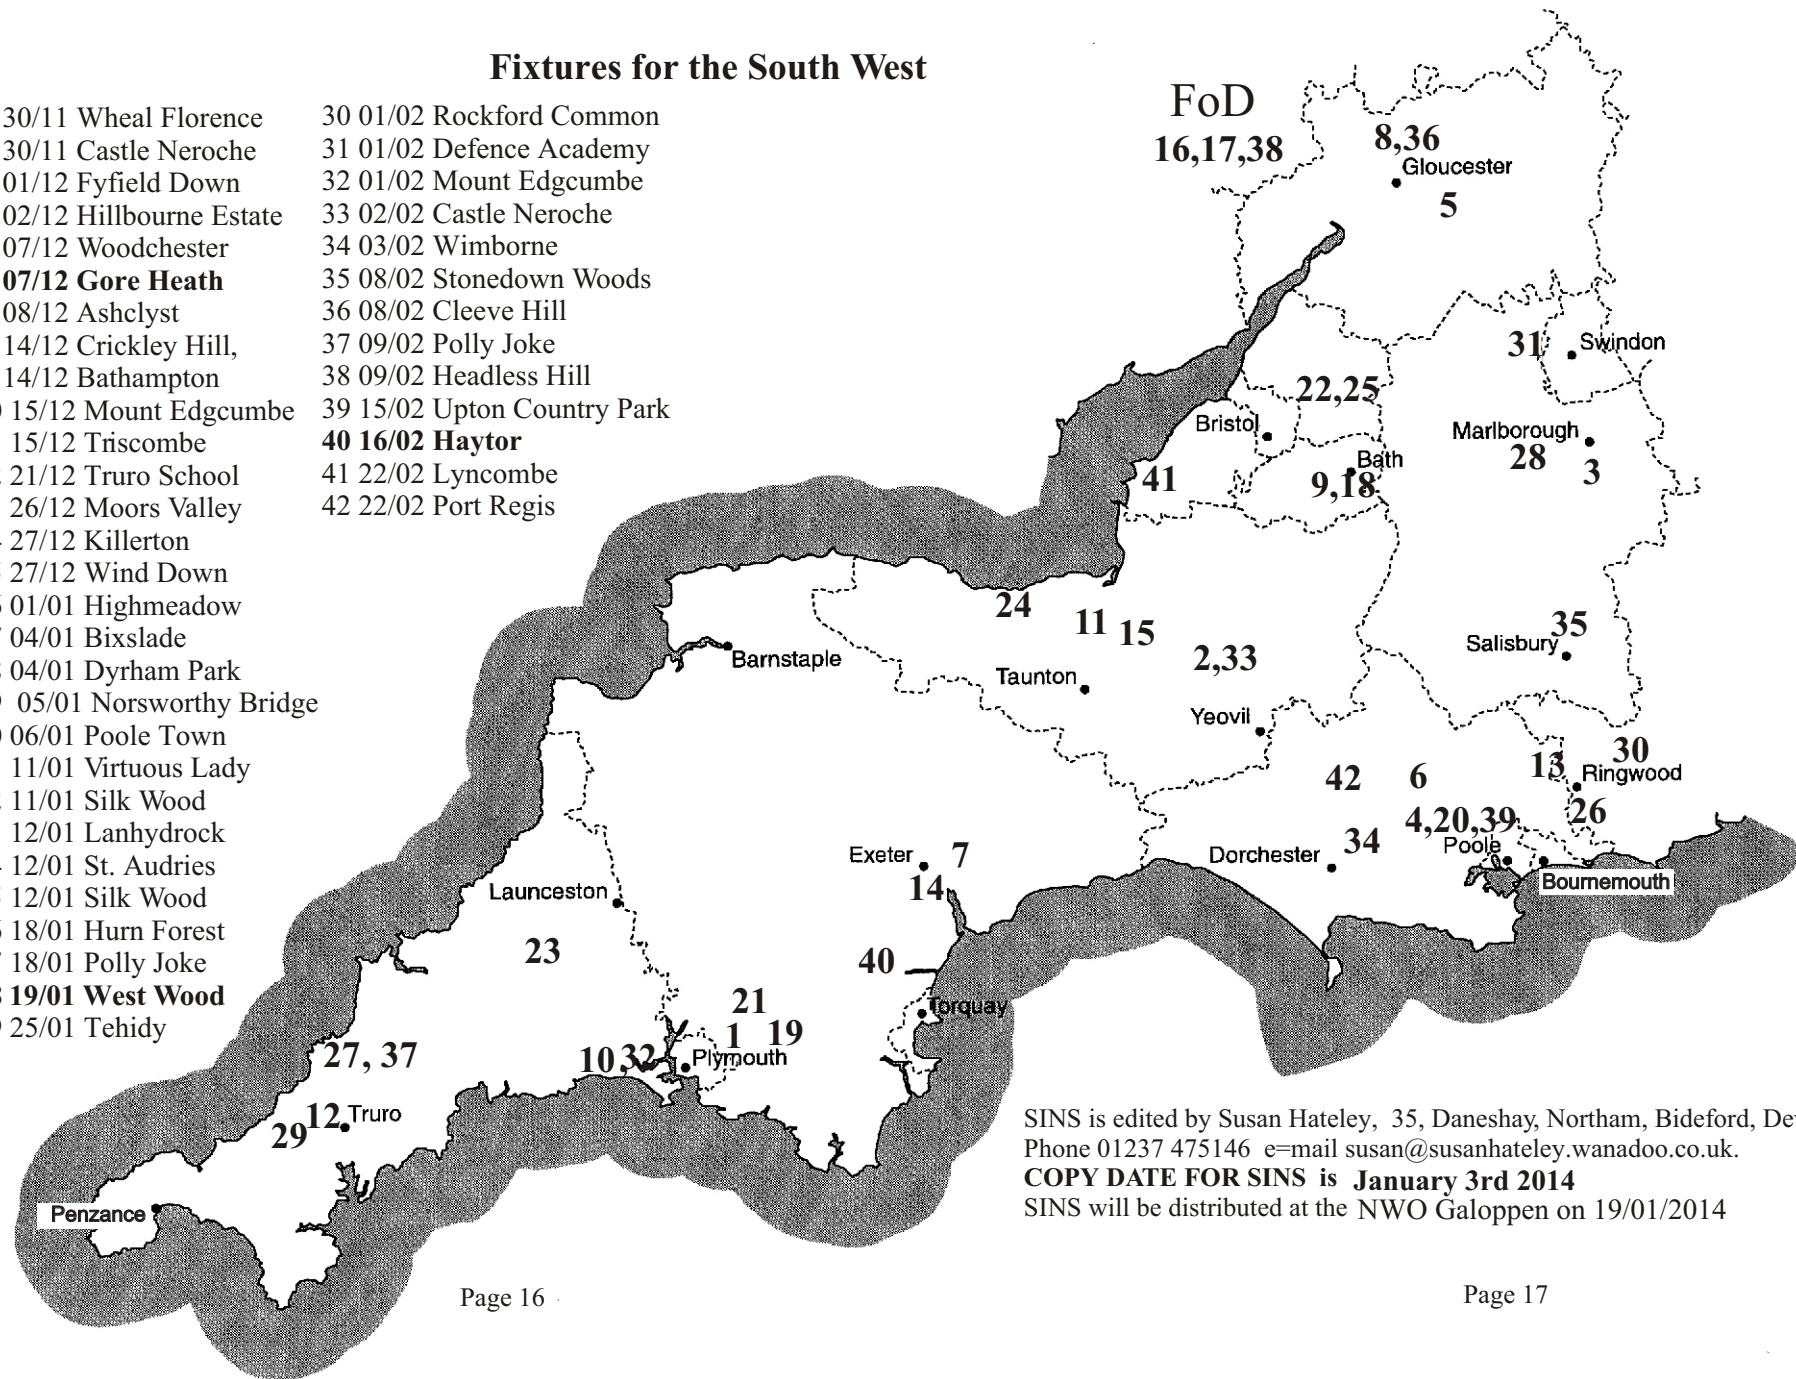 Fixtures for the South West
30/11 Wheal Florence
30/11 Castle Neroche
01/12 Fyfield Down
02/12 Hillbourne Estate
07/12 Woodchester
07/12 Gore Heath
08/12 Ashclyst
14/12 Crickley Hill,
14/12 Bathampton
15/12 Mount Edgcumbe
15/12 Triscombe
21/12 Truro School
26/12 Moors Valley
27/12 Killerton
27/12 Wind Down
01/01 Highmeadow
04/01 Bixslade
04/01 Dyrham Park
05/01 Norsworthy Bridge
06/01 Poole Town
11/01 Virtuous Lady
11/01 Silk Wood
12/01 Lanhydrock
12/01 St. Audries
12/01 Silk Wood
18/01 Hurn Forest
18/01 Polly Joke
19/01 West Wood
25/01 Tehidy
30 01/02 Rockford Common
31 01/02 Defence Academy
32 01/02 Mount Edgcumbe
33 02/02 Castle Neroche
34 03/02 Wimborne
35 08/02 Stonedown Woods
36 08/02 Cleeve Hill
37 09/02 Polly Joke
38 09/02 Headless Hill
39 15/02 Upton Country Park
40 16/02 Haytor
41 22/02 Lyncombe
42 22/02 Port Regis
FoD
16,17,38
8,36
Gloucester
5
31
Swindon
22,25
Bristol
Marlborough
28
3
Bath
9,18
41
24
11
15
Barnstaple
2,33
Taunton
Yeovil
35
Salisbury
30
13
Ringwood
42
6
26
4,20,39
Poole
34
Dorchester
Bournemouth
Exeter
7
14
Launceston
23
40
21
Torquay
1
19
10,32
Plymouth
27, 37
12
Truro
29
Penzance
SINS is edited by Susan Hateley, 35, Daneshay, Northam, Bideford,
Phone 01237 475146 e=mail susan@susanhateley.wanadoo.co.uk.
COPY DATE FOR SINS is January 3rd 2014
SINS will be distributed at the NWO Galoppen on 19/01/2014
Page 16
Page 17